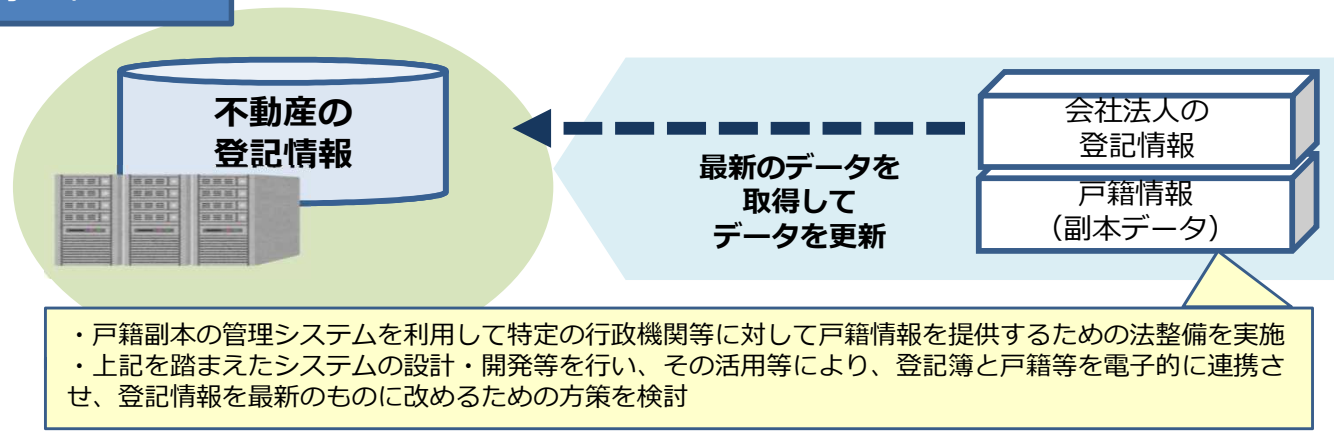 不動産の
登記情報
最新のデータを
取得して
データを更新
会社法人の
登記情報
戸籍情報
（副本データ）
・戸籍副本の管理システムを利用して特定の行政機関等に対して戸籍情報を提供するための法整備を実施
・上記を踏まえたシステムの設計・開発等を行い、その活用等により、登記簿と戸籍等を電子的に連携さ
せ、登記情報を最新のものに改めるための方策を検討